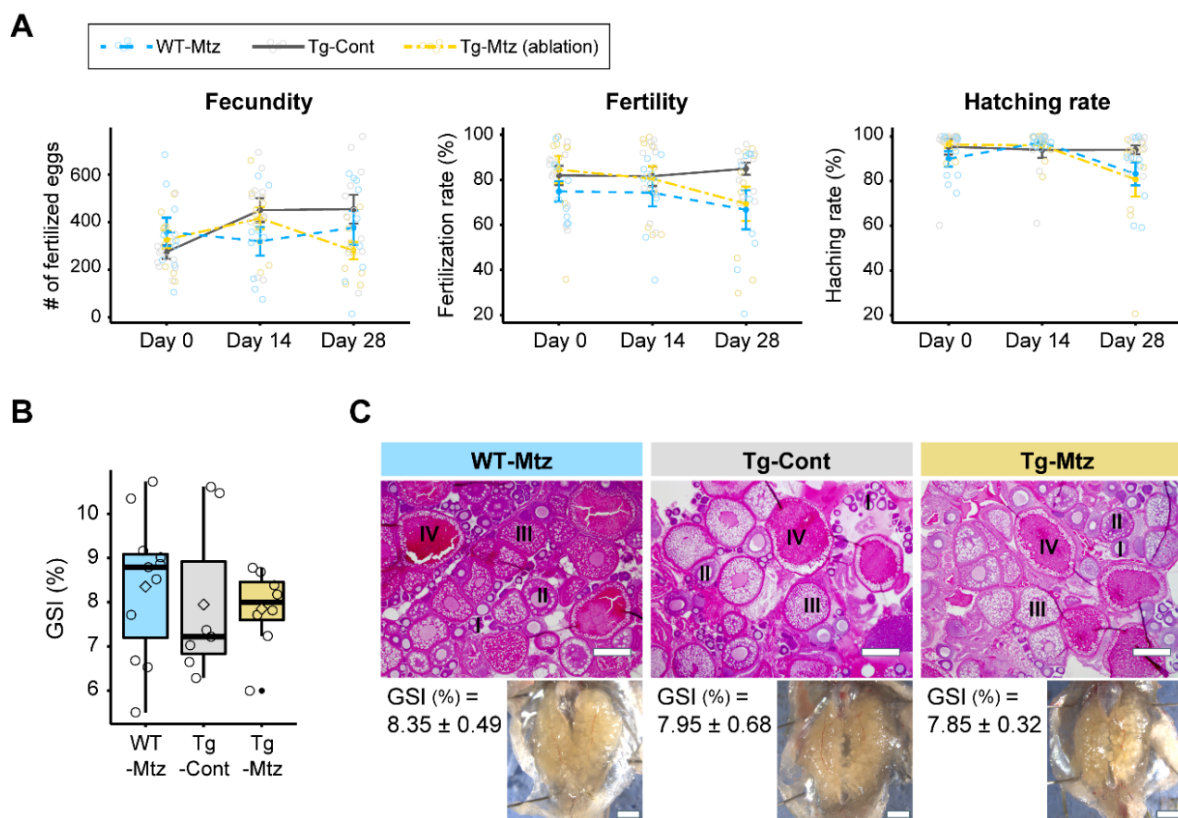 A
WT-Mtz Tg-Cont Tg-Mtz (ablation)
Fecundity
# of fertilized eggs
600
400
200
0
Day 0 Day 14 Day 28
Fertility
Fertilization rate (%)
100
80
60
40
20
Day 0 Day 14 Day 28
Hatching rate
Haching rate (%)
100
80
60
40
20
Day 0 Day 14 Day 28
B
GSI (%)
10
9
8
7
6
WT
-Mtz
Tg
-Cont
Tg
-Mtz
C
WT-Mtz
IV
III
II
I
GSI (%) =
8.35 ± 0.49
Tg-Cont
I
IV
II
III
GSI (%) =
7.95 ± 0.68
Tg-Mtz
II
I
IV
III
GSI (%) =
7.85 ± 0.32